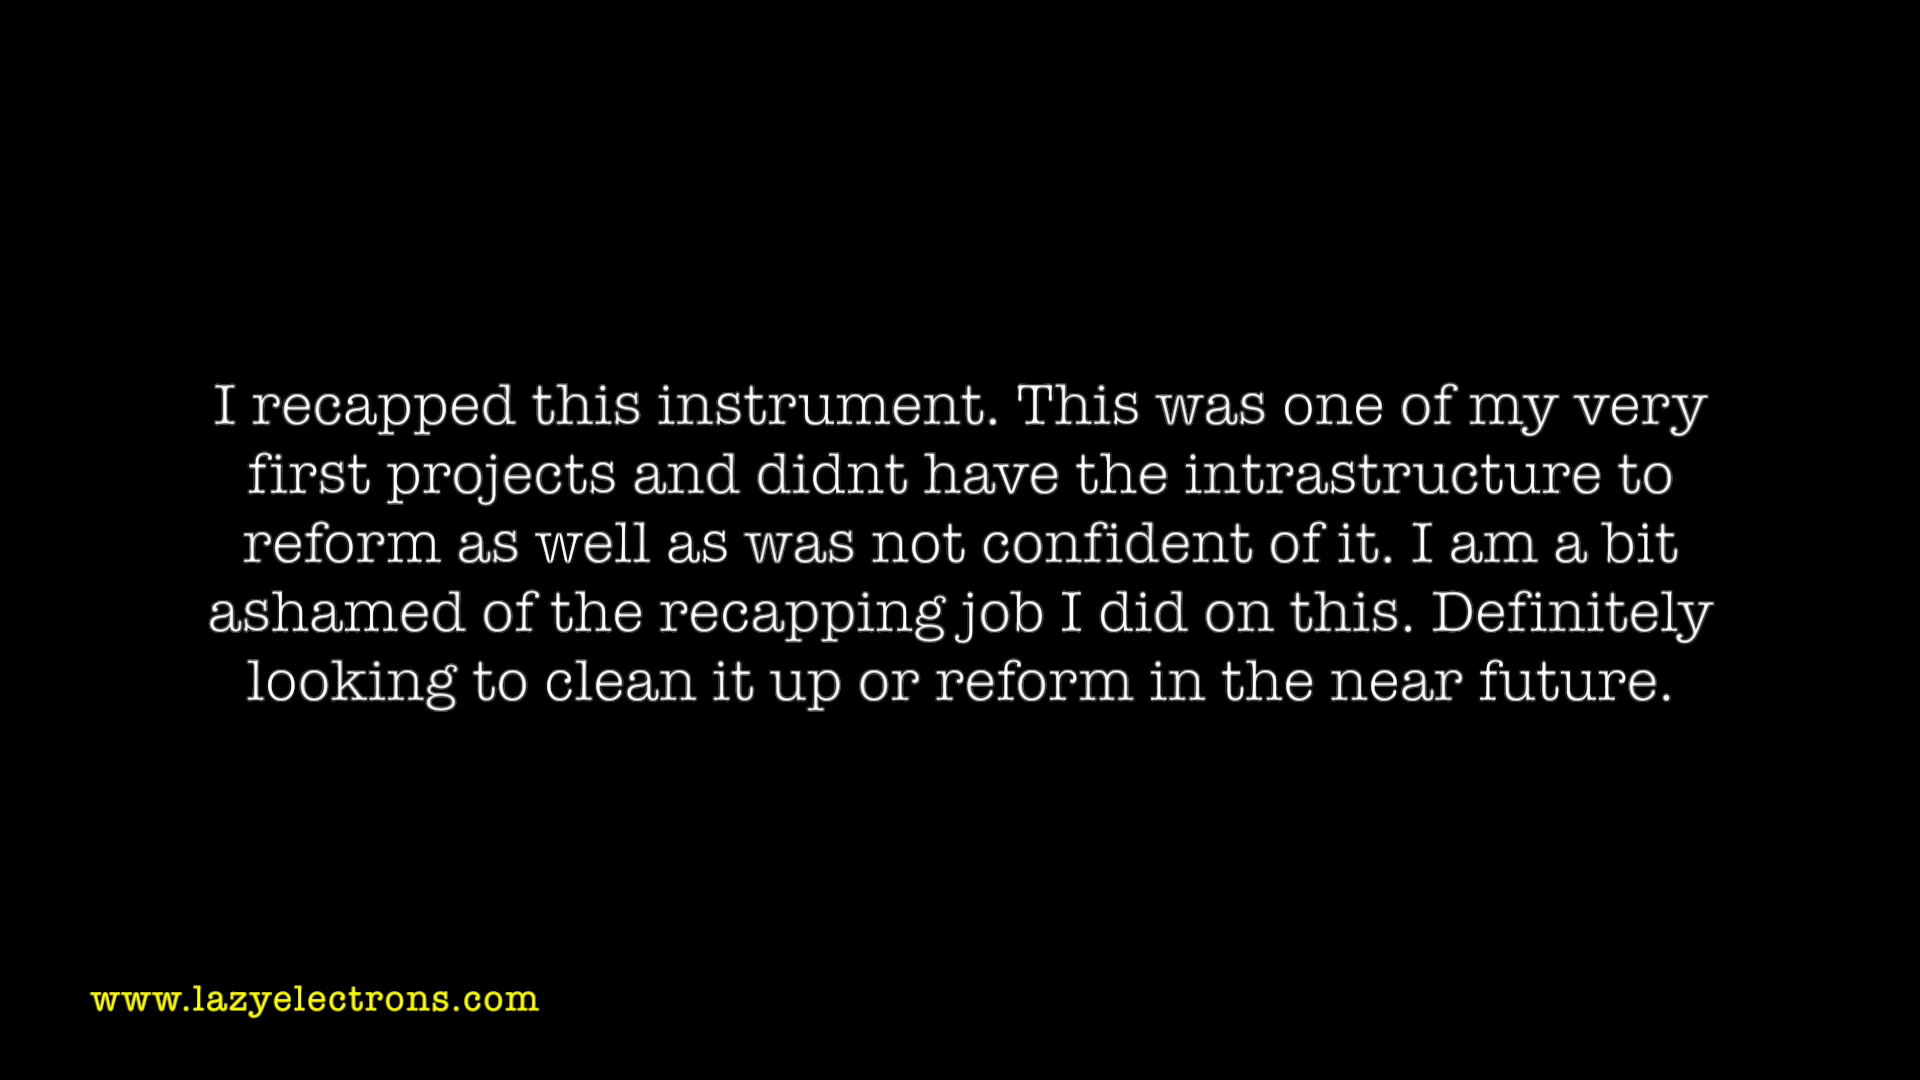 I recapped this instrument. This was one of my very
first projects and didnt have the intrastructure to
reform as well as was not confident of it. I am a bit
ashamed of the recapping job I did on this. Definitely
looking to clean it up or reform in the near future.
www.lazyelectrons.com